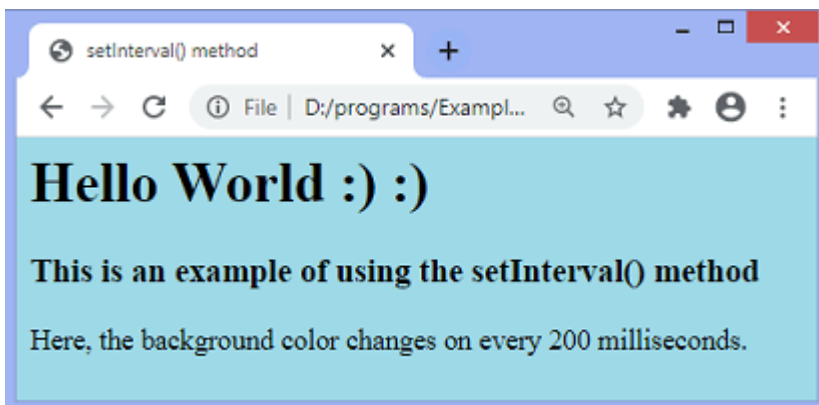 setInterval() method
File | D:/programs/Exampl...
Hello World :) :)
This is an example of using the setInterval() method
Here, the background color changes on every 200 milliseconds.